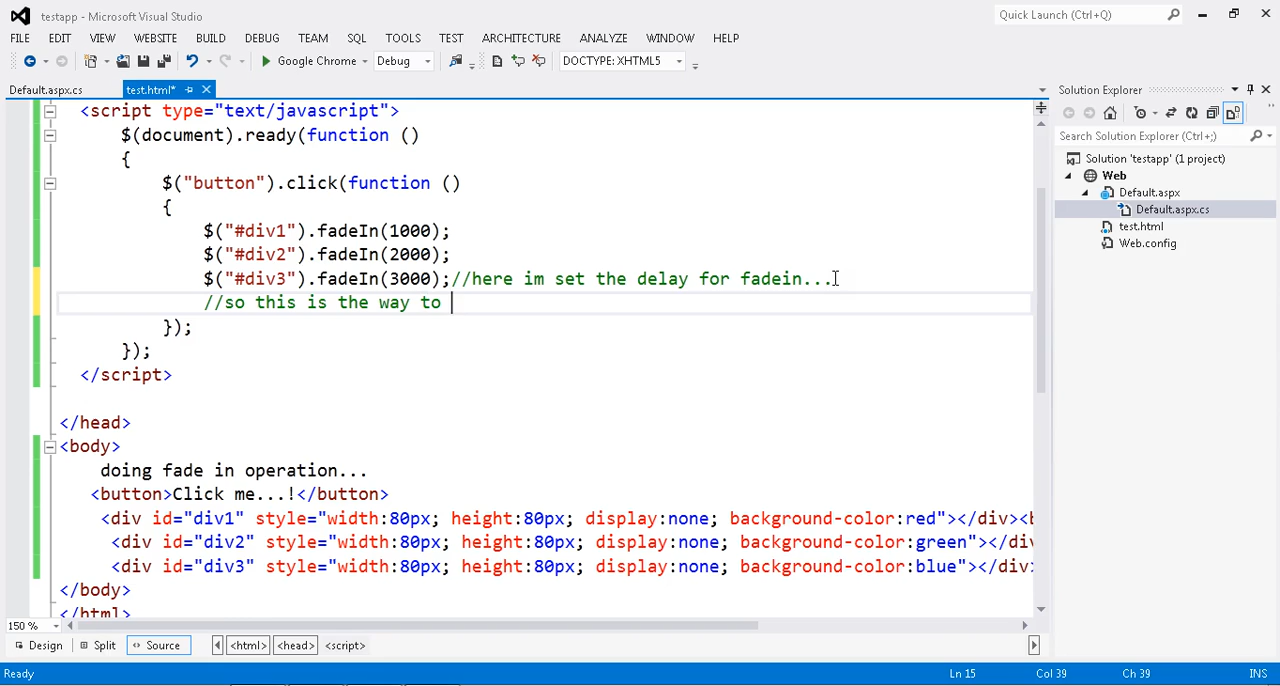 testapp - Microsoft Visual Studio
Quick Launch (Ctrl+Q)
FILE EDIT VIEW WEBSITE BUILD DEBUG TEAM SQL TOOLS TEST ARCHITECTURE ANALYZE WINDOW HELP
Google Chrome Debug DOCTYPE: XHTML5
Default.aspx.cs test.html*
<script type="text/javascript">
$(document).ready(function ()
{
$("button").click(function ()
{
$("#div1").fadeIn(1000);
$("#div2").fadeIn(2000);
$("#div3").fadeIn(3000);//here im set the delay for fadein...
//so this is the way to
});
});
</script>
</head>
<body>
doing fade in operation...
<button>Click me...!</button>
<div id="div1" style="width:80px; height:80px; display:none; background-color:red"></div><b
<div id="div2" style="width:80px; height:80px; display:none; background-color:green"></div
<div id="div3" style="width:80px; height:80px; display:none; background-color:blue"></div>
</body>
</html>
150 %
Design Split Source <html> <head> <script>
Ready Ln 15 Col 39 Ch 39 INS
Solution Explorer
Search Solution Explorer (Ctrl+;)
Solution 'testapp' (1 project)
Web
Default.aspx
Default.aspx.cs
test.html
Web.config